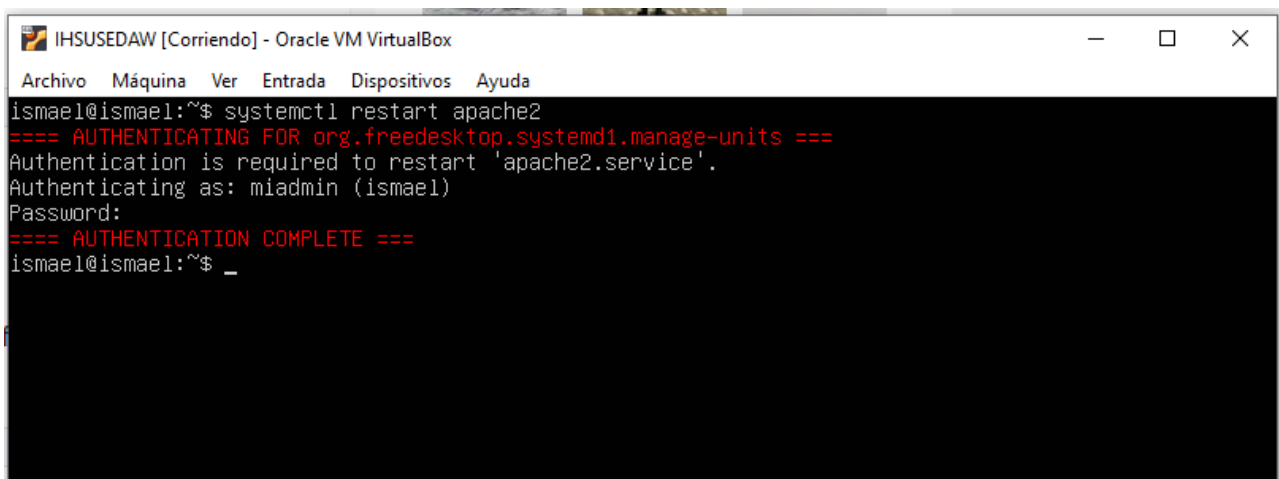 IHSUSEDAW [Corriendo] - Oracle VM VirtualBox
Archivo Máquina Ver Entrada Dispositivos Ayuda
ismael@ismael:~$ systemctl restart apache2
==== AUTHENTICATING FOR org.freedesktop.systemd1.manage-units ===
Authentication is required to restart 'apache2.service'.
Authenticating as: miadmin (ismael)
Password:
==== AUTHENTICATION COMPLETE ===
ismael@ismael:~$ _